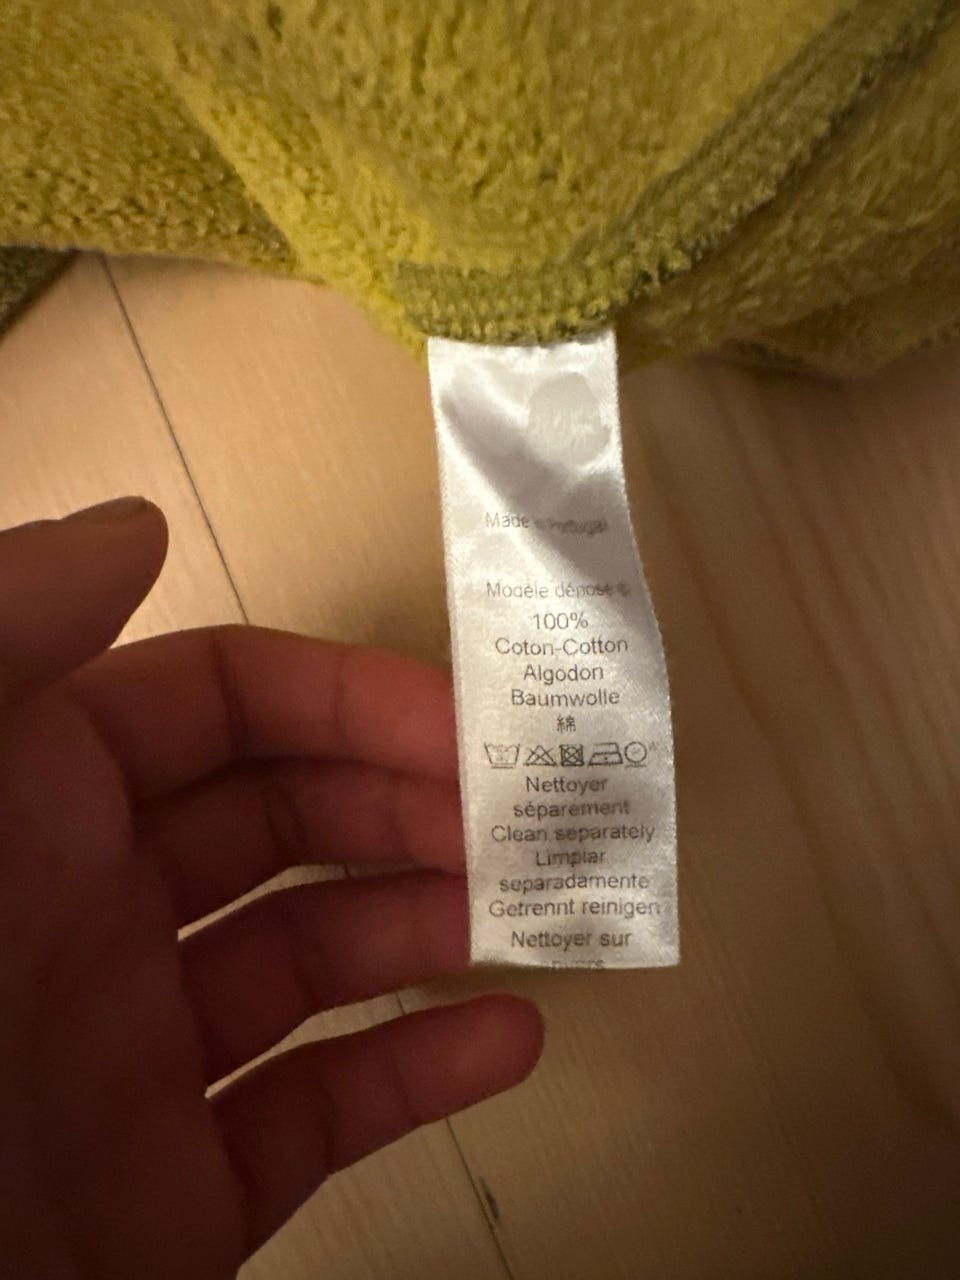 Made in Portugal
Modèle déposé ©
100%
Coton-Cotton
Algodon
Baumwolle
綿
Nettoyer
séparement
Clean separately
Limpiar
separadamente
Getrennt reinigen
Nettoyer sur